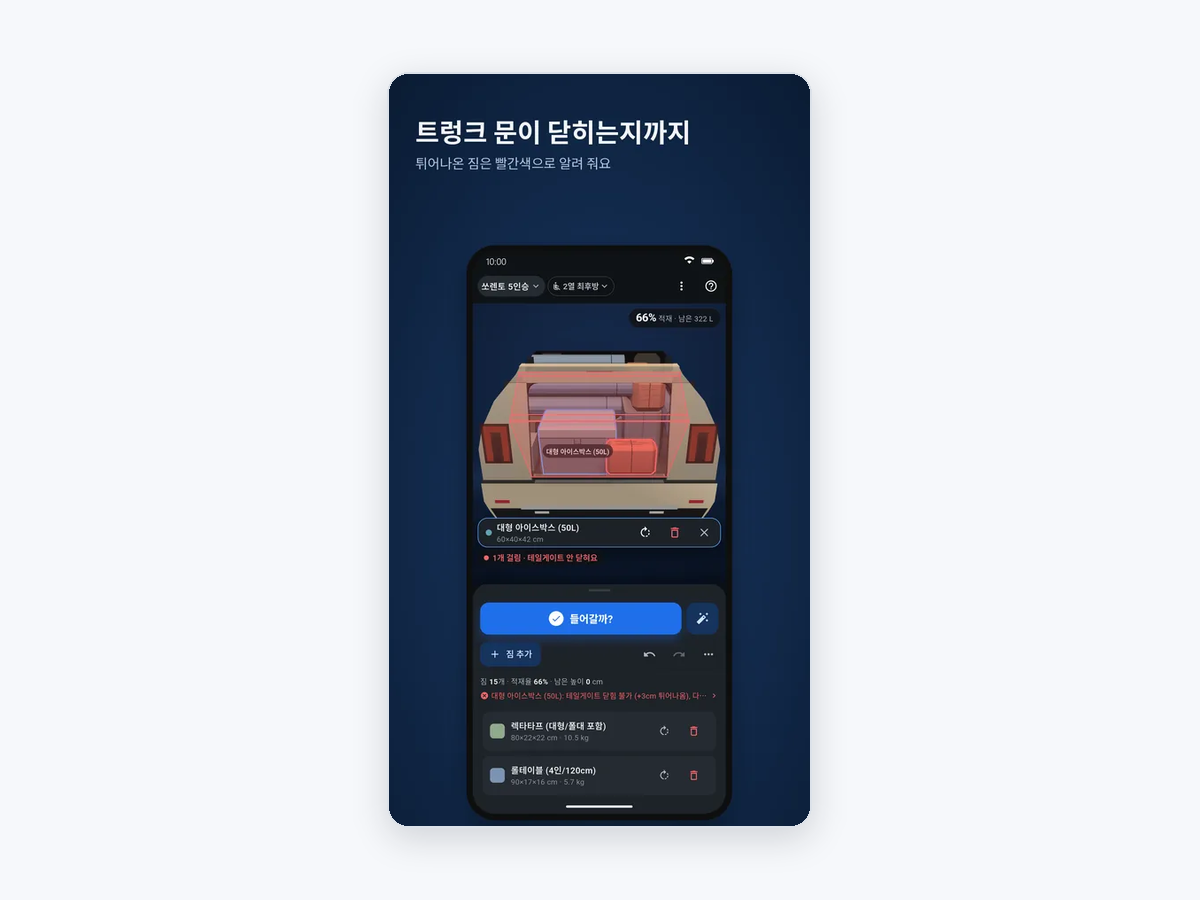 트렁크 문이 닫히는지까지
튀어나온 짐은 빨간색으로 알려 줘요
10:00
쏘렌토 5인승
2열 최후방
66% 적재 · 남은 322 L
대형 아이스박스 (50L)
대형 아이스박스 (50L)
60×40×42 cm
1개 걸림 · 테일게이트 안 닫혀요
들어갈까?
짐 추가
짐 15개 · 적재율 66% · 남은 높이 0 cm
대형 아이스박스 (50L): 테일게이트 닫힘 불가 (+3cm 튀어나옴), 다…
렉타타프 (대형/폴대 포함)
80×22×22 cm · 10.5 kg
롤테이블 (4인/120cm)
90×17×16 cm · 5.7 kg